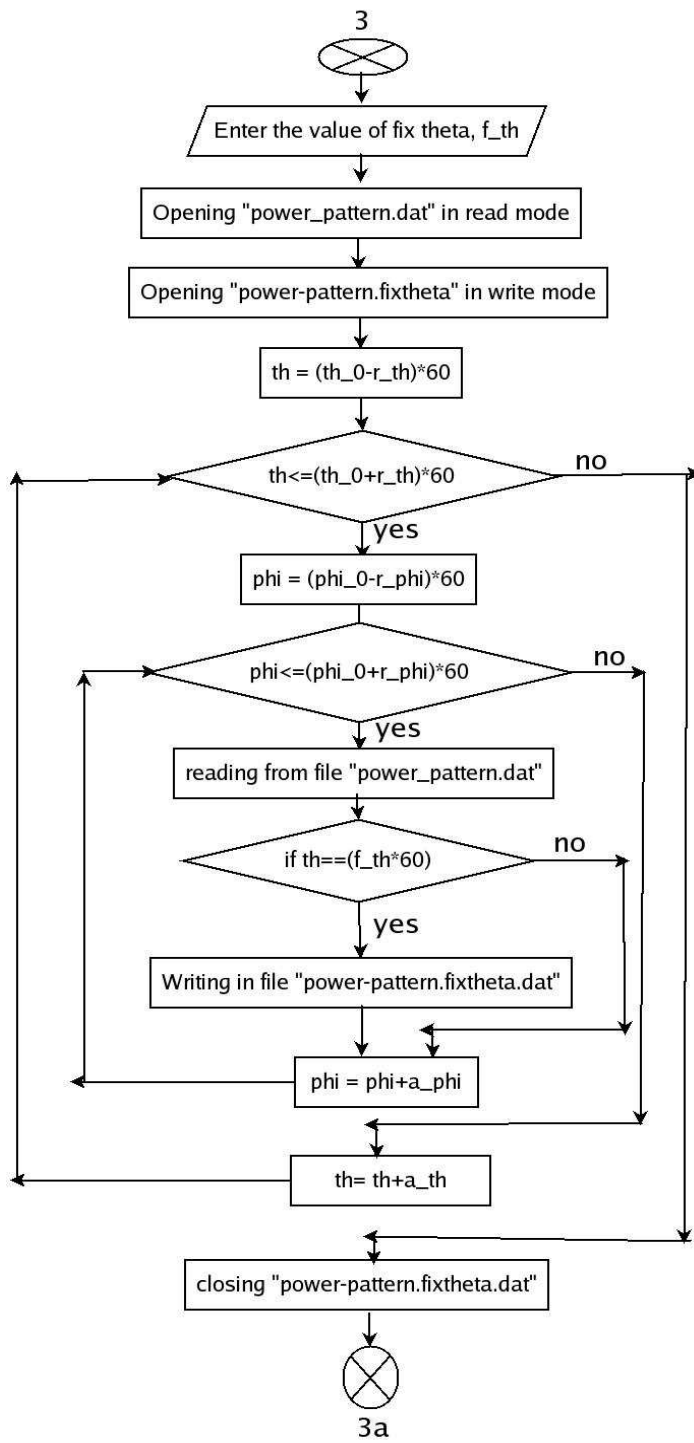 3
Enter the value of fix theta, f_th
Opening "power_pattern.dat" in read mode
Opening "power-pattern.fixtheta" in write mode
th = (th_0-r_th)*60
th<=(th_0+r_th)*60
no
yes
phi = (phi_0-r_phi)*60
phi<=(phi_0+r_phi)*60
no
yes
reading from file "power_pattern.dat"
if th==(f_th*60)
no
yes
Writing in file "power-pattern.fixtheta.dat"
phi = phi+a_phi
th= th+a_th
closing "power-pattern.fixtheta.dat"
3a